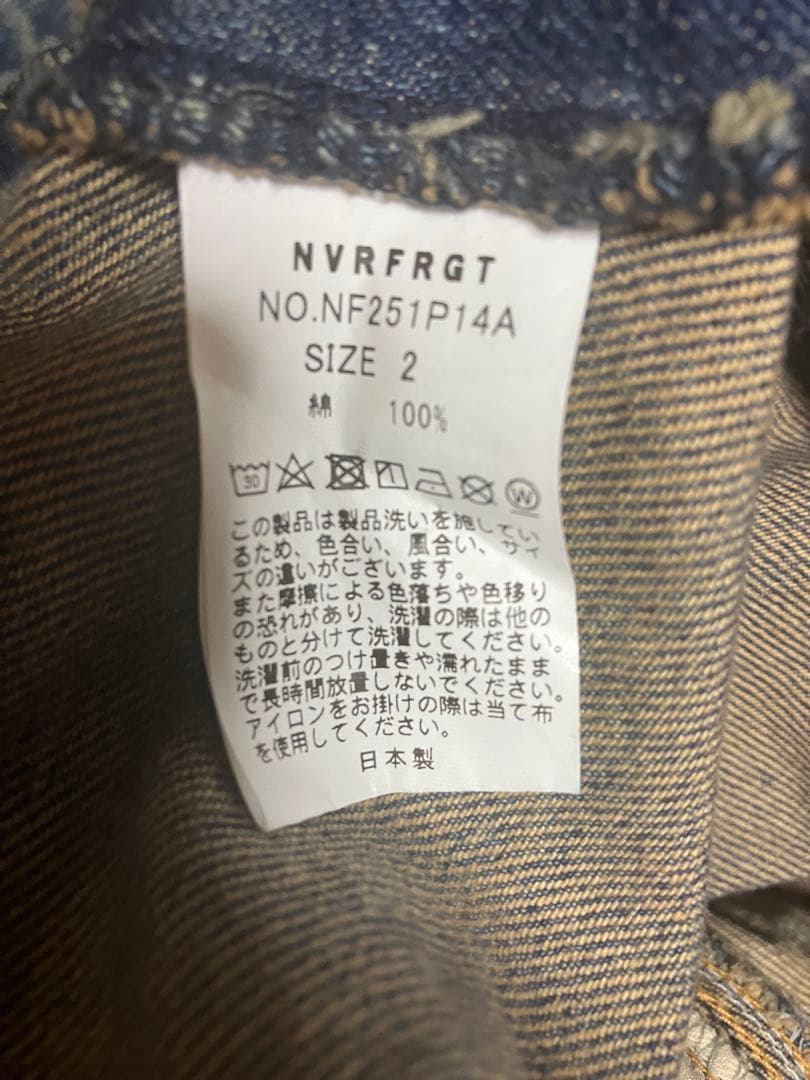 NVRFRGT
NO.NF251P14A
SIZE 2
綿 100%
30 W
この製品は製品洗いを施してい
るため、色合い、風合い、サイ
ズの違いがございます。
また摩擦による色落ちや色移り
の恐れがあり、洗濯の際は他の
ものと分けて洗濯してください。
洗濯前のつけ置きや濡れたまま
で長時間放置しないでください。
アイロンをお掛けの際は当て布
を使用してください。
日本製